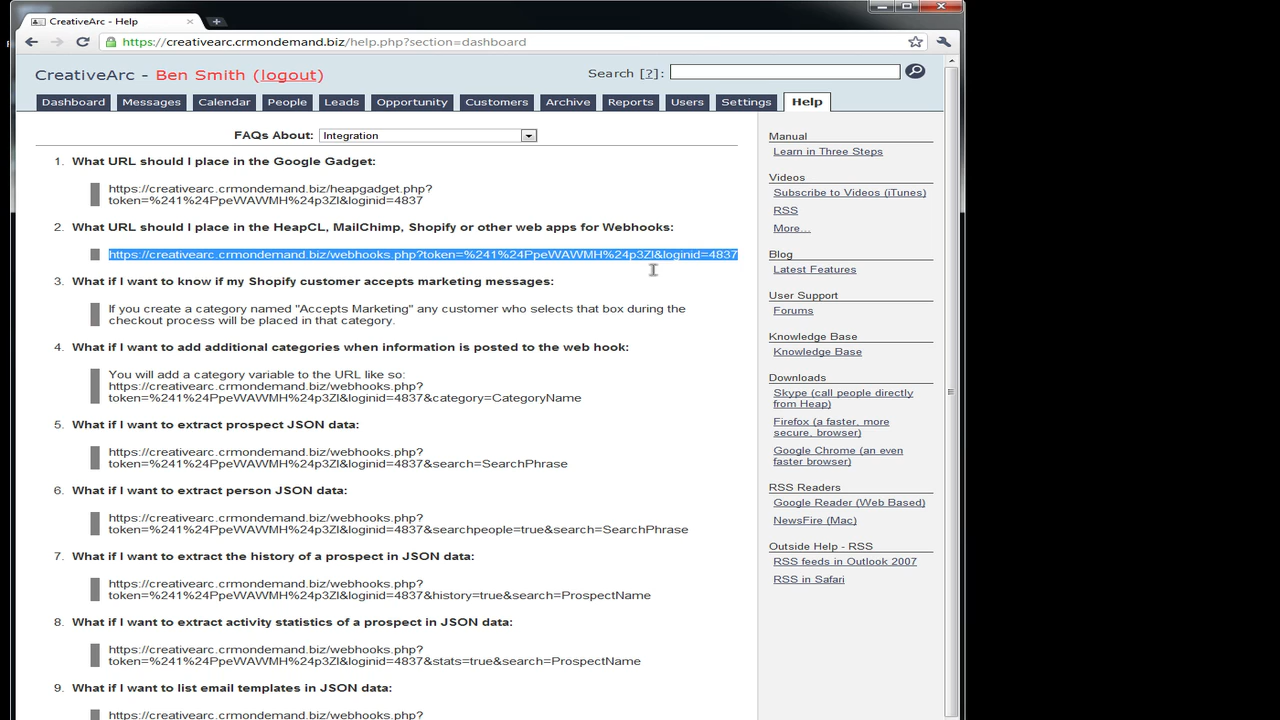 CreativeArc - Help
https://creativearc.crmondemand.biz/help.php?section=dashboard
CreativeArc - Ben Smith (logout)
Search [?]:
Dashboard Messages Calendar People Leads Opportunity Customers Archive Reports Users Settings Help
FAQs About: Integration
1. What URL should I place in the Google Gadget:
https://creativearc.crmondemand.biz/heapgadget.php?
token=%241%24PpeWAWMH%24p3Zl&loginid=4837
2. What URL should I place in the HeapCL, MailChimp, Shopify or other web apps for Webhooks:
https://creativearc.crmondemand.biz/webhooks.php?token=%241%24PpeWAWMH%24p3Zl&loginid=4837
3. What if I want to know if my Shopify customer accepts marketing messages:
If you create a category named "Accepts Marketing" any customer who selects that box during the
checkout process will be placed in that category.
4. What if I want to add additional categories when information is posted to the web hook:
You will add a category variable to the URL like so:
https://creativearc.crmondemand.biz/webhooks.php?
token=%241%24PpeWAWMH%24p3Zl&loginid=4837&category=CategoryName
5. What if I want to extract prospect JSON data:
https://creativearc.crmondemand.biz/webhooks.php?
token=%241%24PpeWAWMH%24p3Zl&loginid=4837&search=SearchPhrase
6. What if I want to extract person JSON data:
https://creativearc.crmondemand.biz/webhooks.php?
token=%241%24PpeWAWMH%24p3Zl&loginid=4837&searchpeople=true&search=SearchPhrase
7. What if I want to extract the history of a prospect in JSON data:
https://creativearc.crmondemand.biz/webhooks.php?
token=%241%24PpeWAWMH%24p3Zl&loginid=4837&history=true&search=ProspectName
8. What if I want to extract activity statistics of a prospect in JSON data:
https://creativearc.crmondemand.biz/webhooks.php?
token=%241%24PpeWAWMH%24p3Zl&loginid=4837&stats=true&search=ProspectName
9. What if I want to list email templates in JSON data:
https://creativearc.crmondemand.biz/webhooks.php?
Manual
Learn in Three Steps
Videos
Subscribe to Videos (iTunes)
RSS
More...
Blog
Latest Features
User Support
Forums
Knowledge Base
Knowledge Base
Downloads
Skype (call people directly
from Heap)
Firefox (a faster, more
secure, browser)
Google Chrome (an even
faster browser)
RSS Readers
Google Reader (Web Based)
NewsFire (Mac)
Outside Help - RSS
RSS feeds in Outlook 2007
RSS in Safari